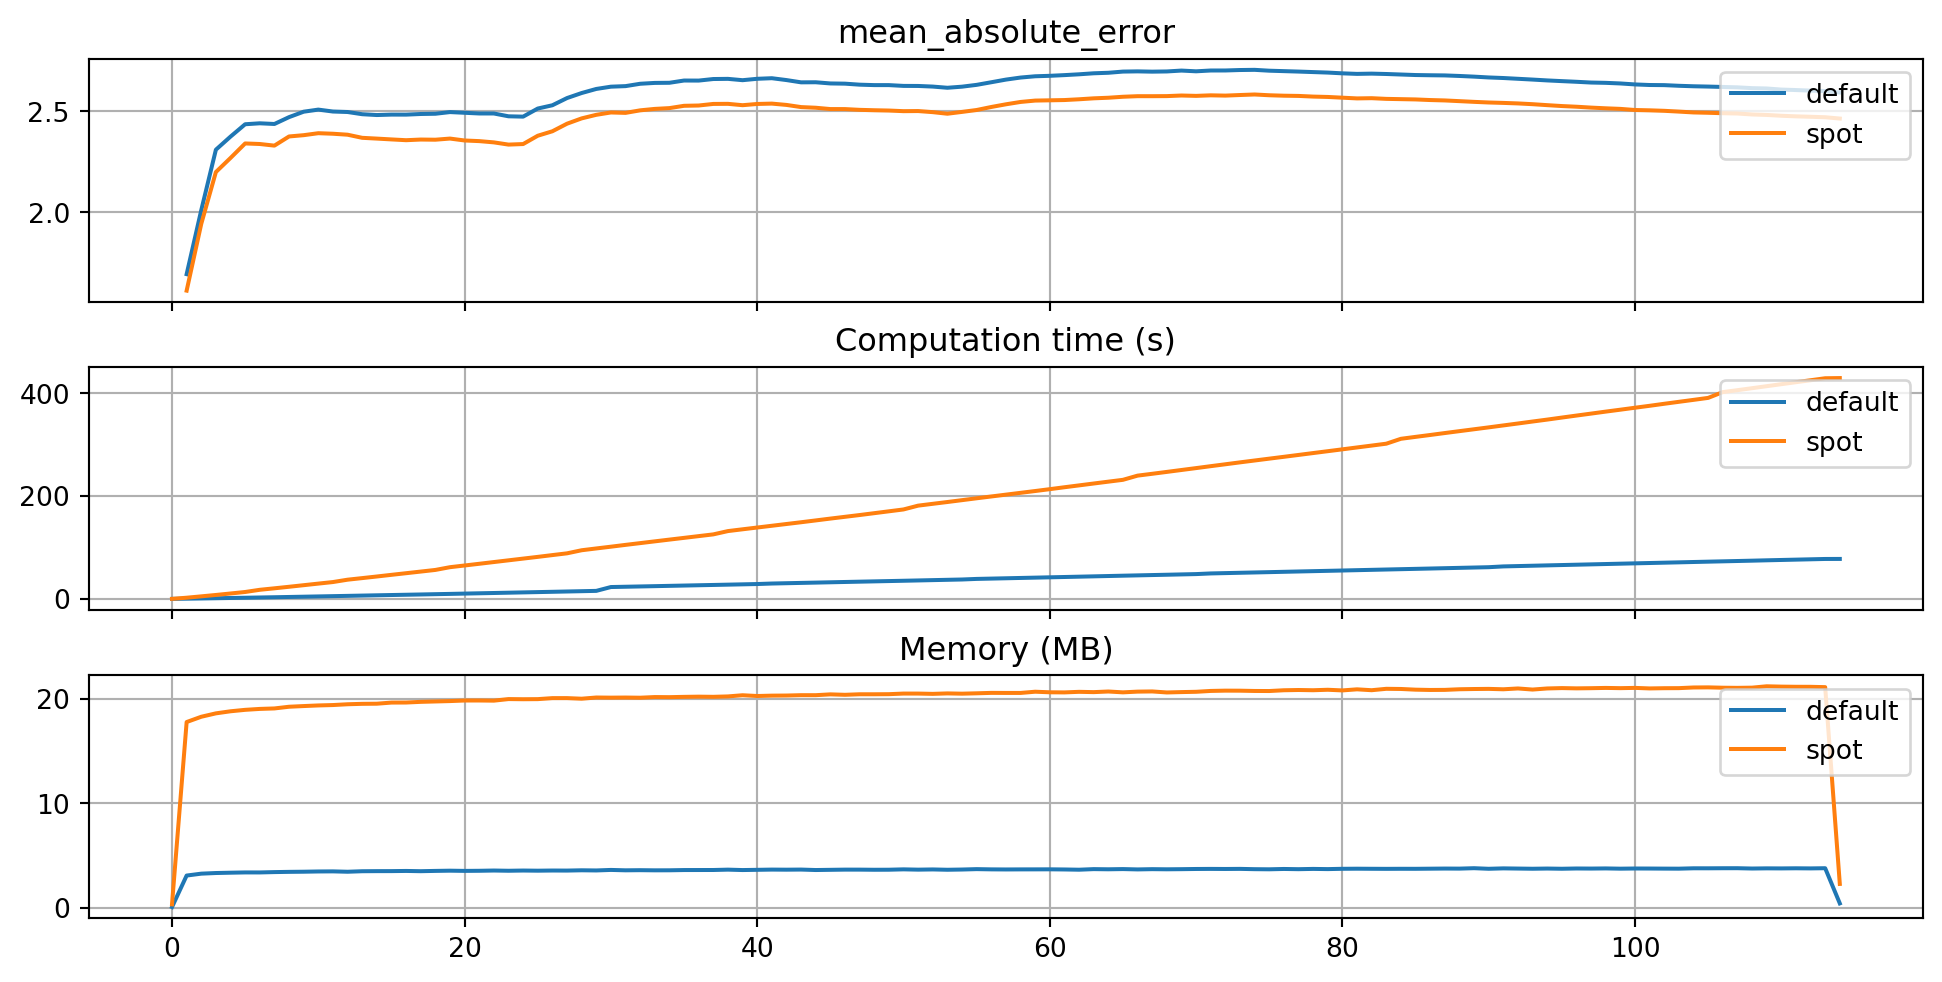 mean_absolute_error
2.5
2.0
default
spot
Computation time (s)
400
200
0
default
spot
Memory (MB)
20
10
0
default
spot
0 20 40 60 80 100